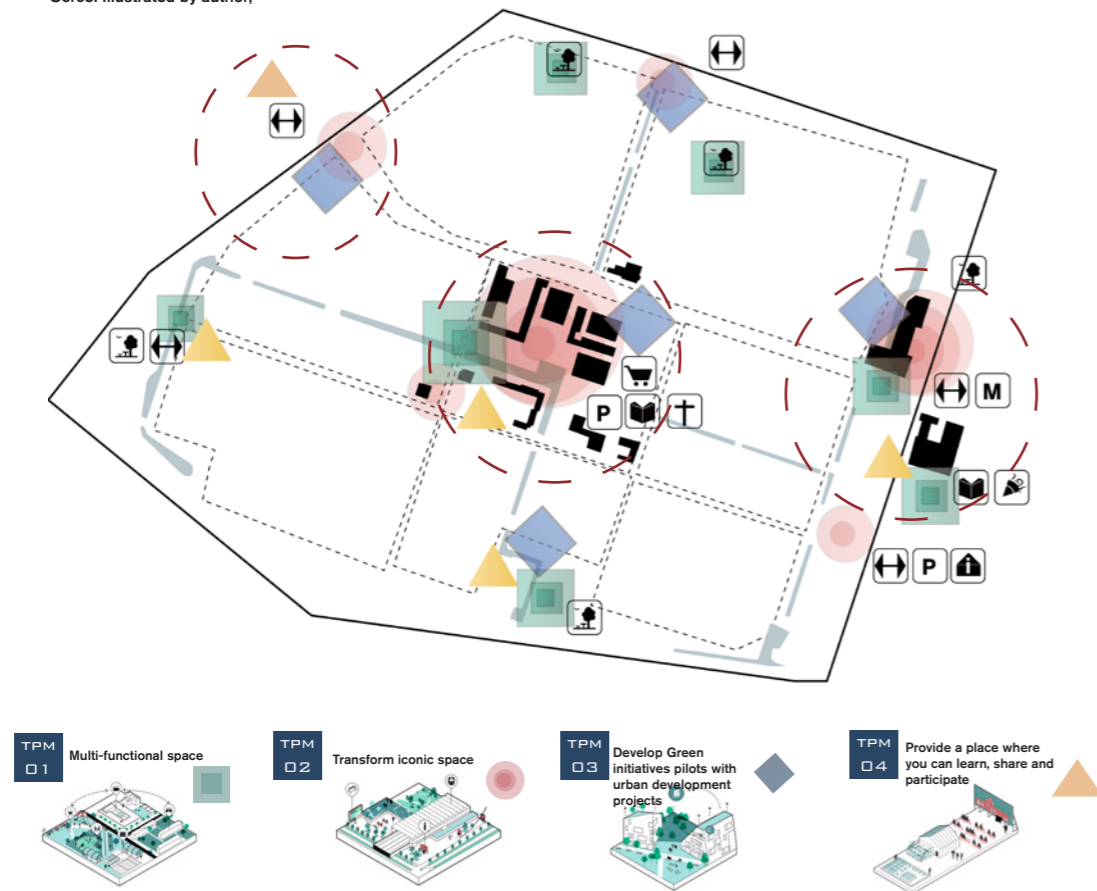 P
M
P
TPM
01
Multi-functional space
TPM
02
Transform iconic space
TPM
03
Develop Green
initiatives pilots with
urban development
projects
TPM
04
Provide a place where
you can learn, share and
participate